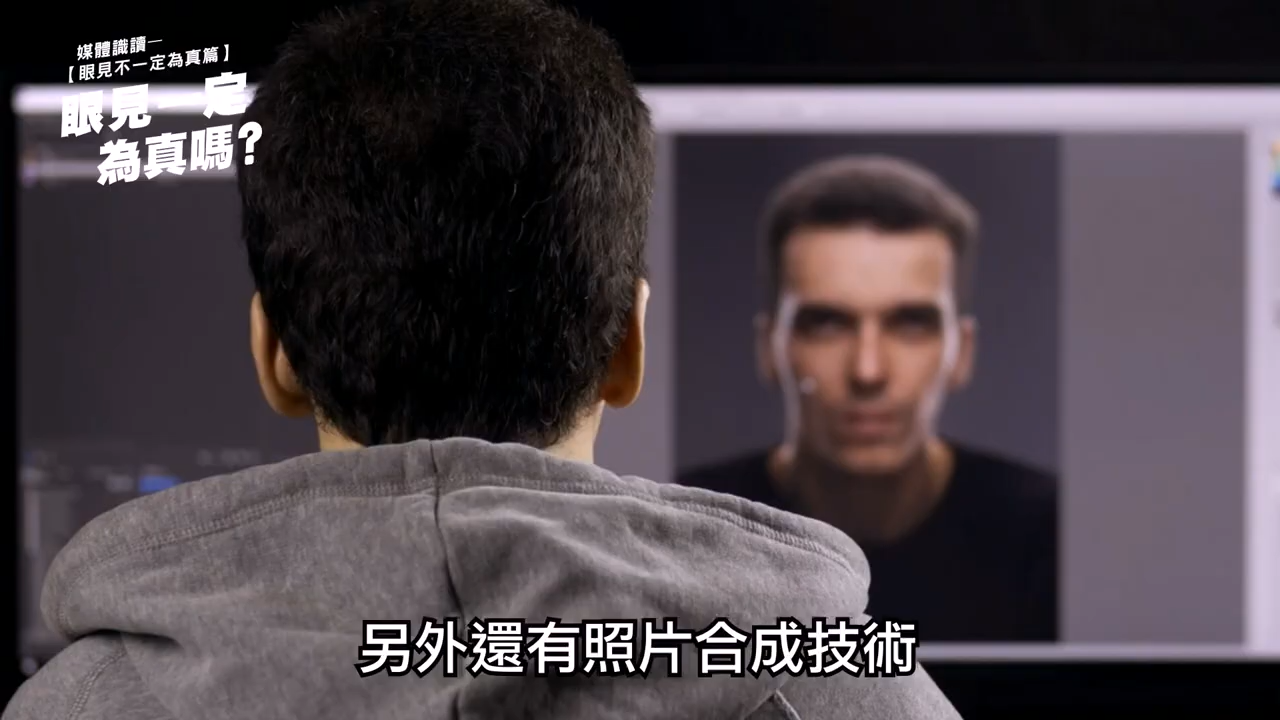 媒體識讀—
【眼見不一定為真篇】
眼見一定
為真嗎?
另外還有照片合成技術